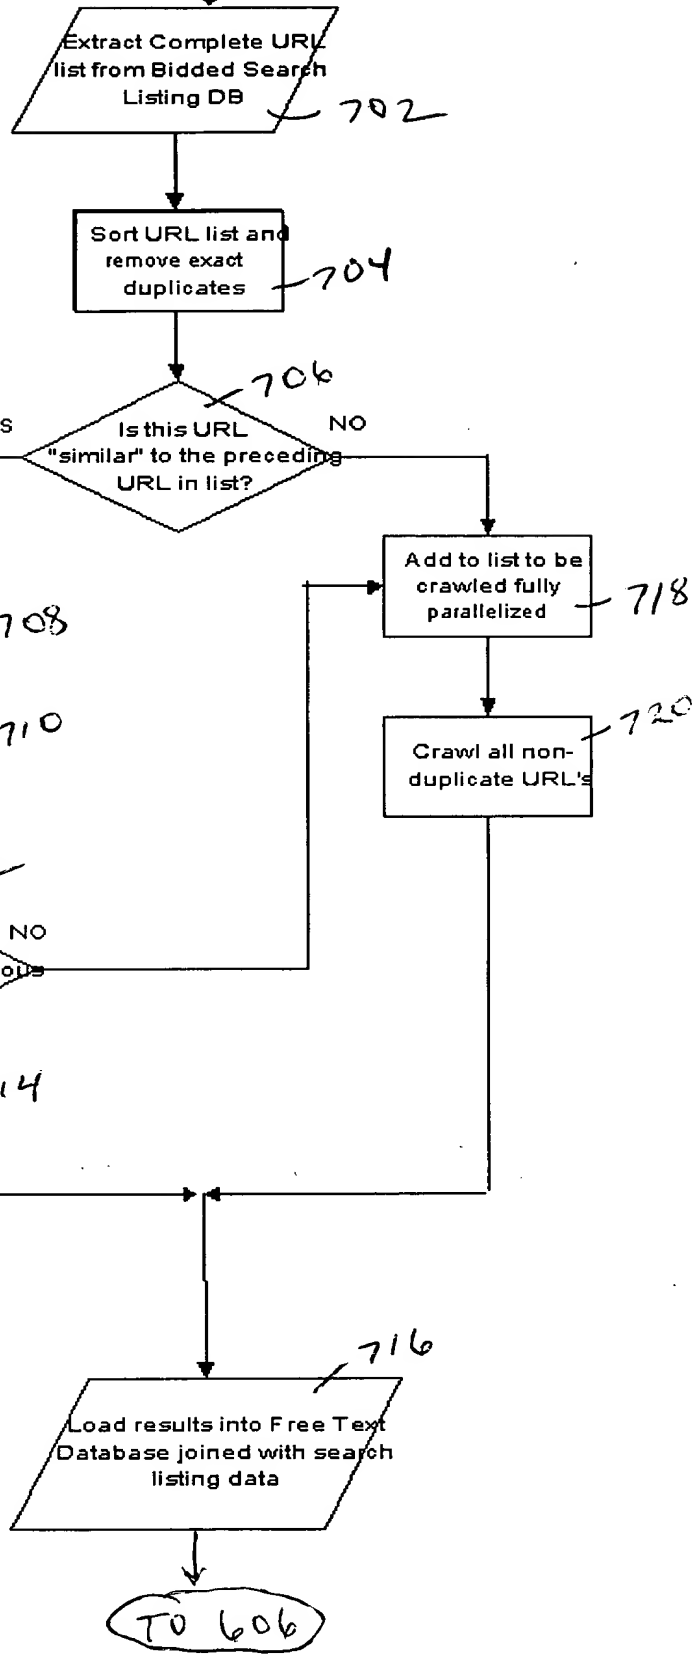 Extract Complete URL
list from Bidded Search
Listing DB
702
Sort URL list and
remove exact
duplicates
704
706
S
Is this URL
"similar" to the preceding
URL in list?
NO
Add to list to be
crawled fully
parallelized
718
708
720
710
Crawl all non-
duplicate URL's
NO
ous
14
716
Load results into Free Text
Database joined with search
listing data
TO 606